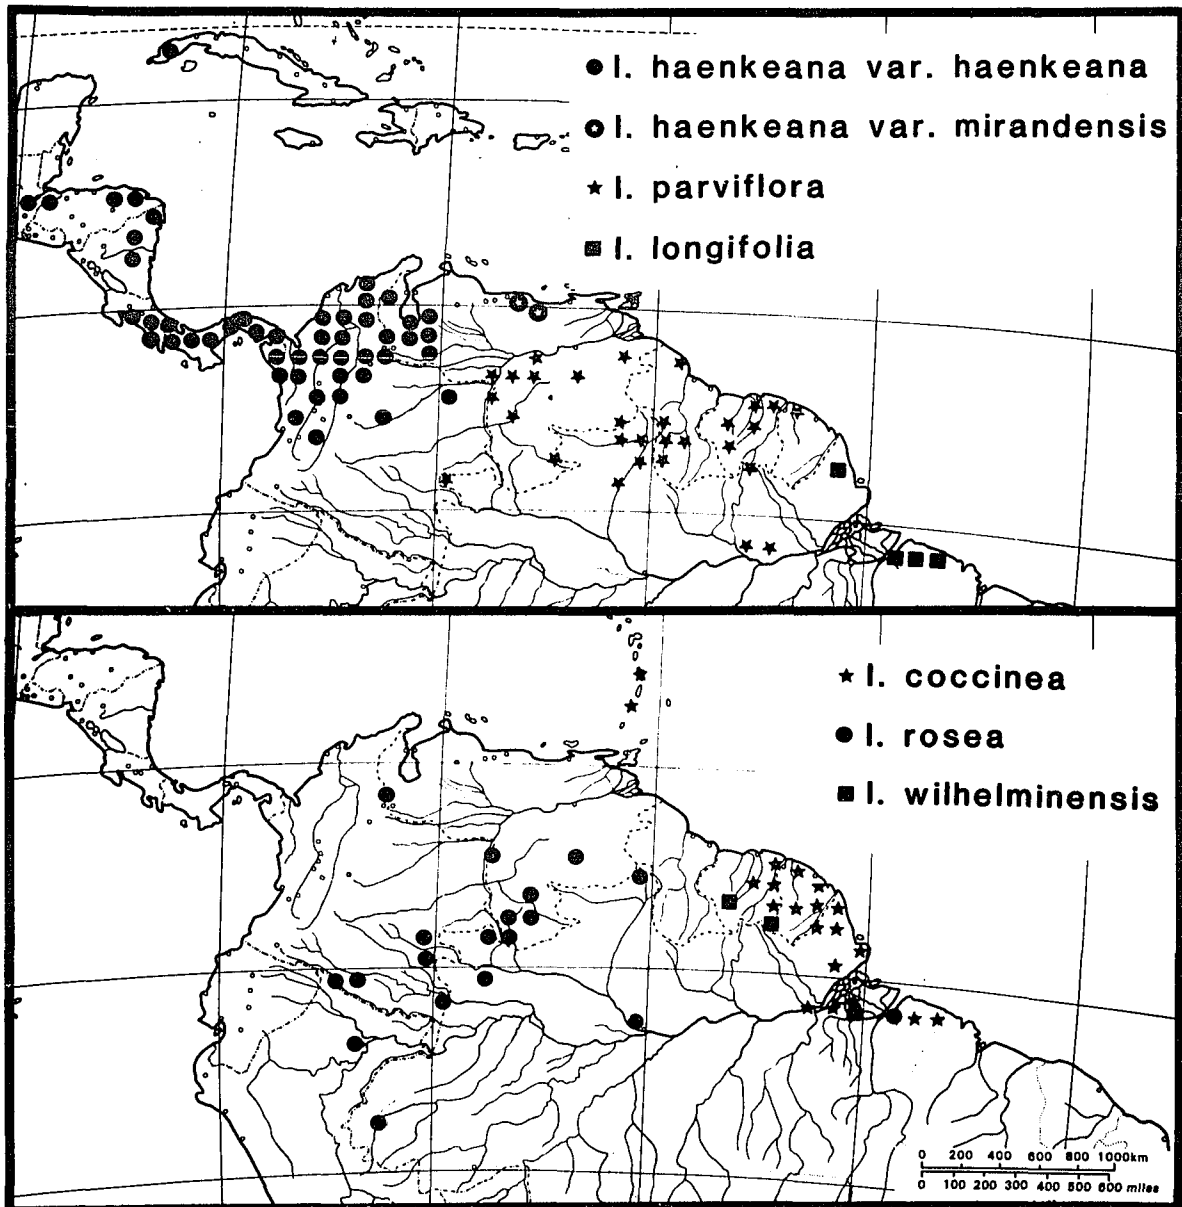 I. haenkeana var. haenkeana
I. haenkeana var. mirandensis
I. parviflora
I. longifolia
I. coccinea
I. rosea
I. wilhelminensis
0 200 400 600 800 1000km
0 100 200 300 400 500 600 miles